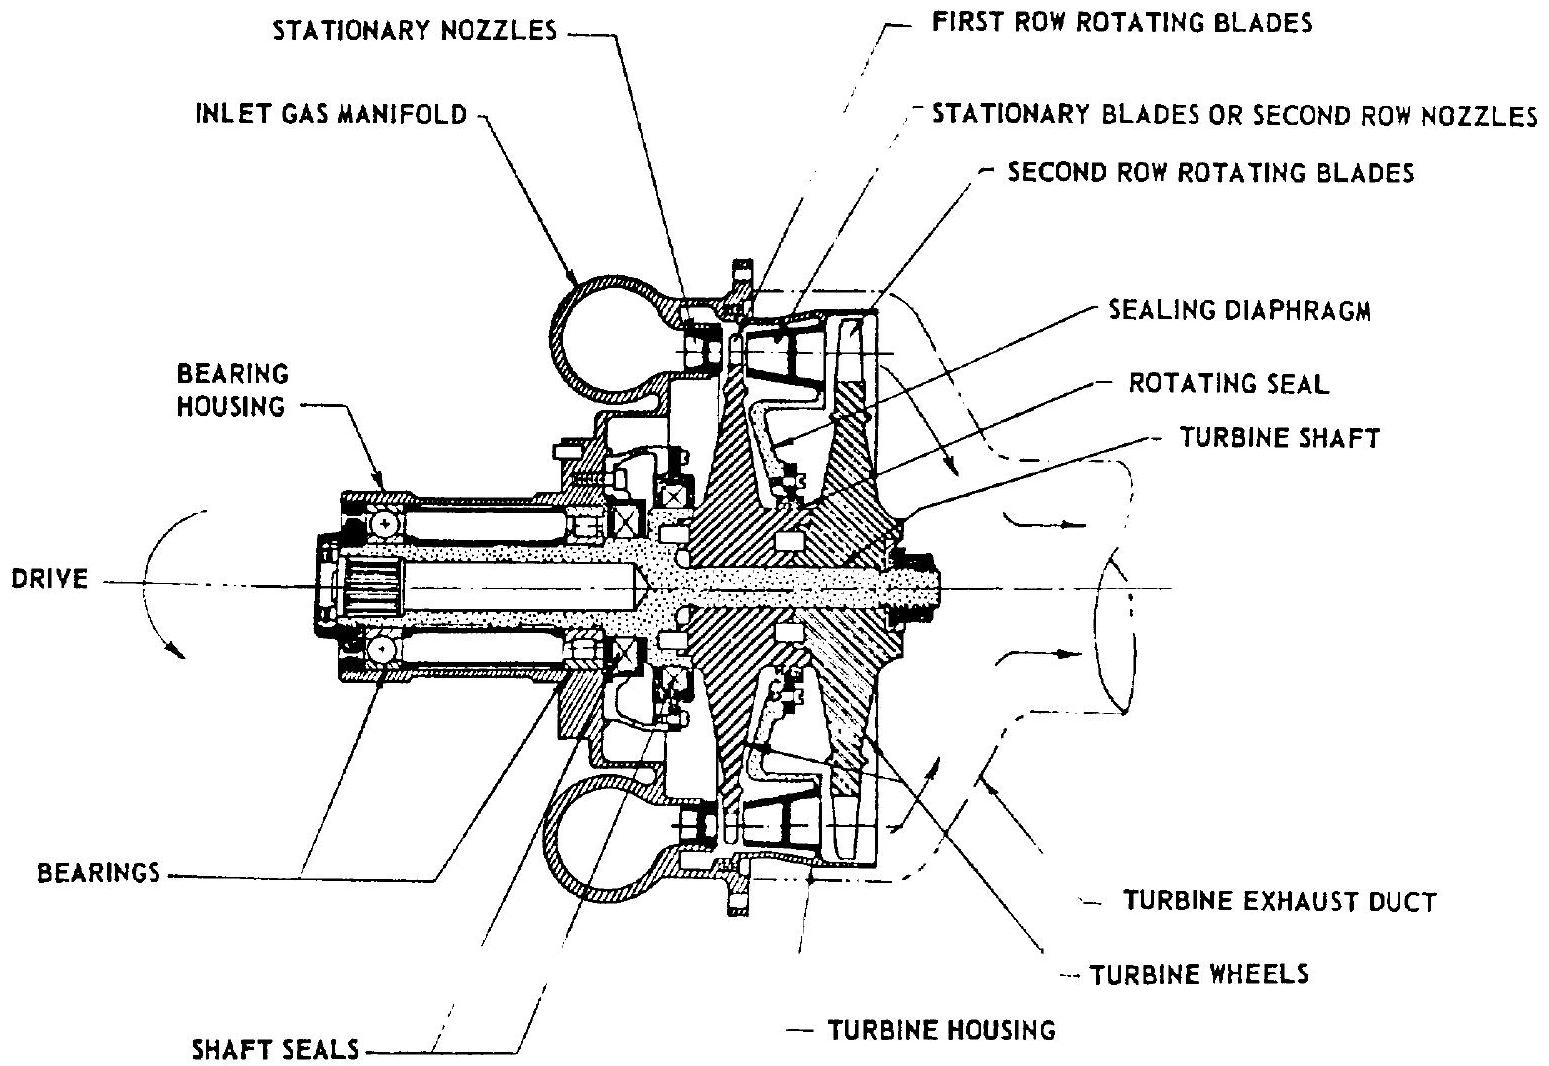 STATIONARY NOZZLES
FIRST ROW ROTATING BLADES
INLET GAS MANIFOLD
STATIONARY BLADES OR SECOND ROW NOZZLES
SECOND ROW ROTATING BLADES
SEALING DIAPHRAGM
BEARING
HOUSING
ROTATING SEAL
TURBINE SHAFT
DRIVE
BEARINGS
TURBINE EXHAUST DUCT
TURBINE WHEELS
TURBINE HOUSING
SHAFT SEALS